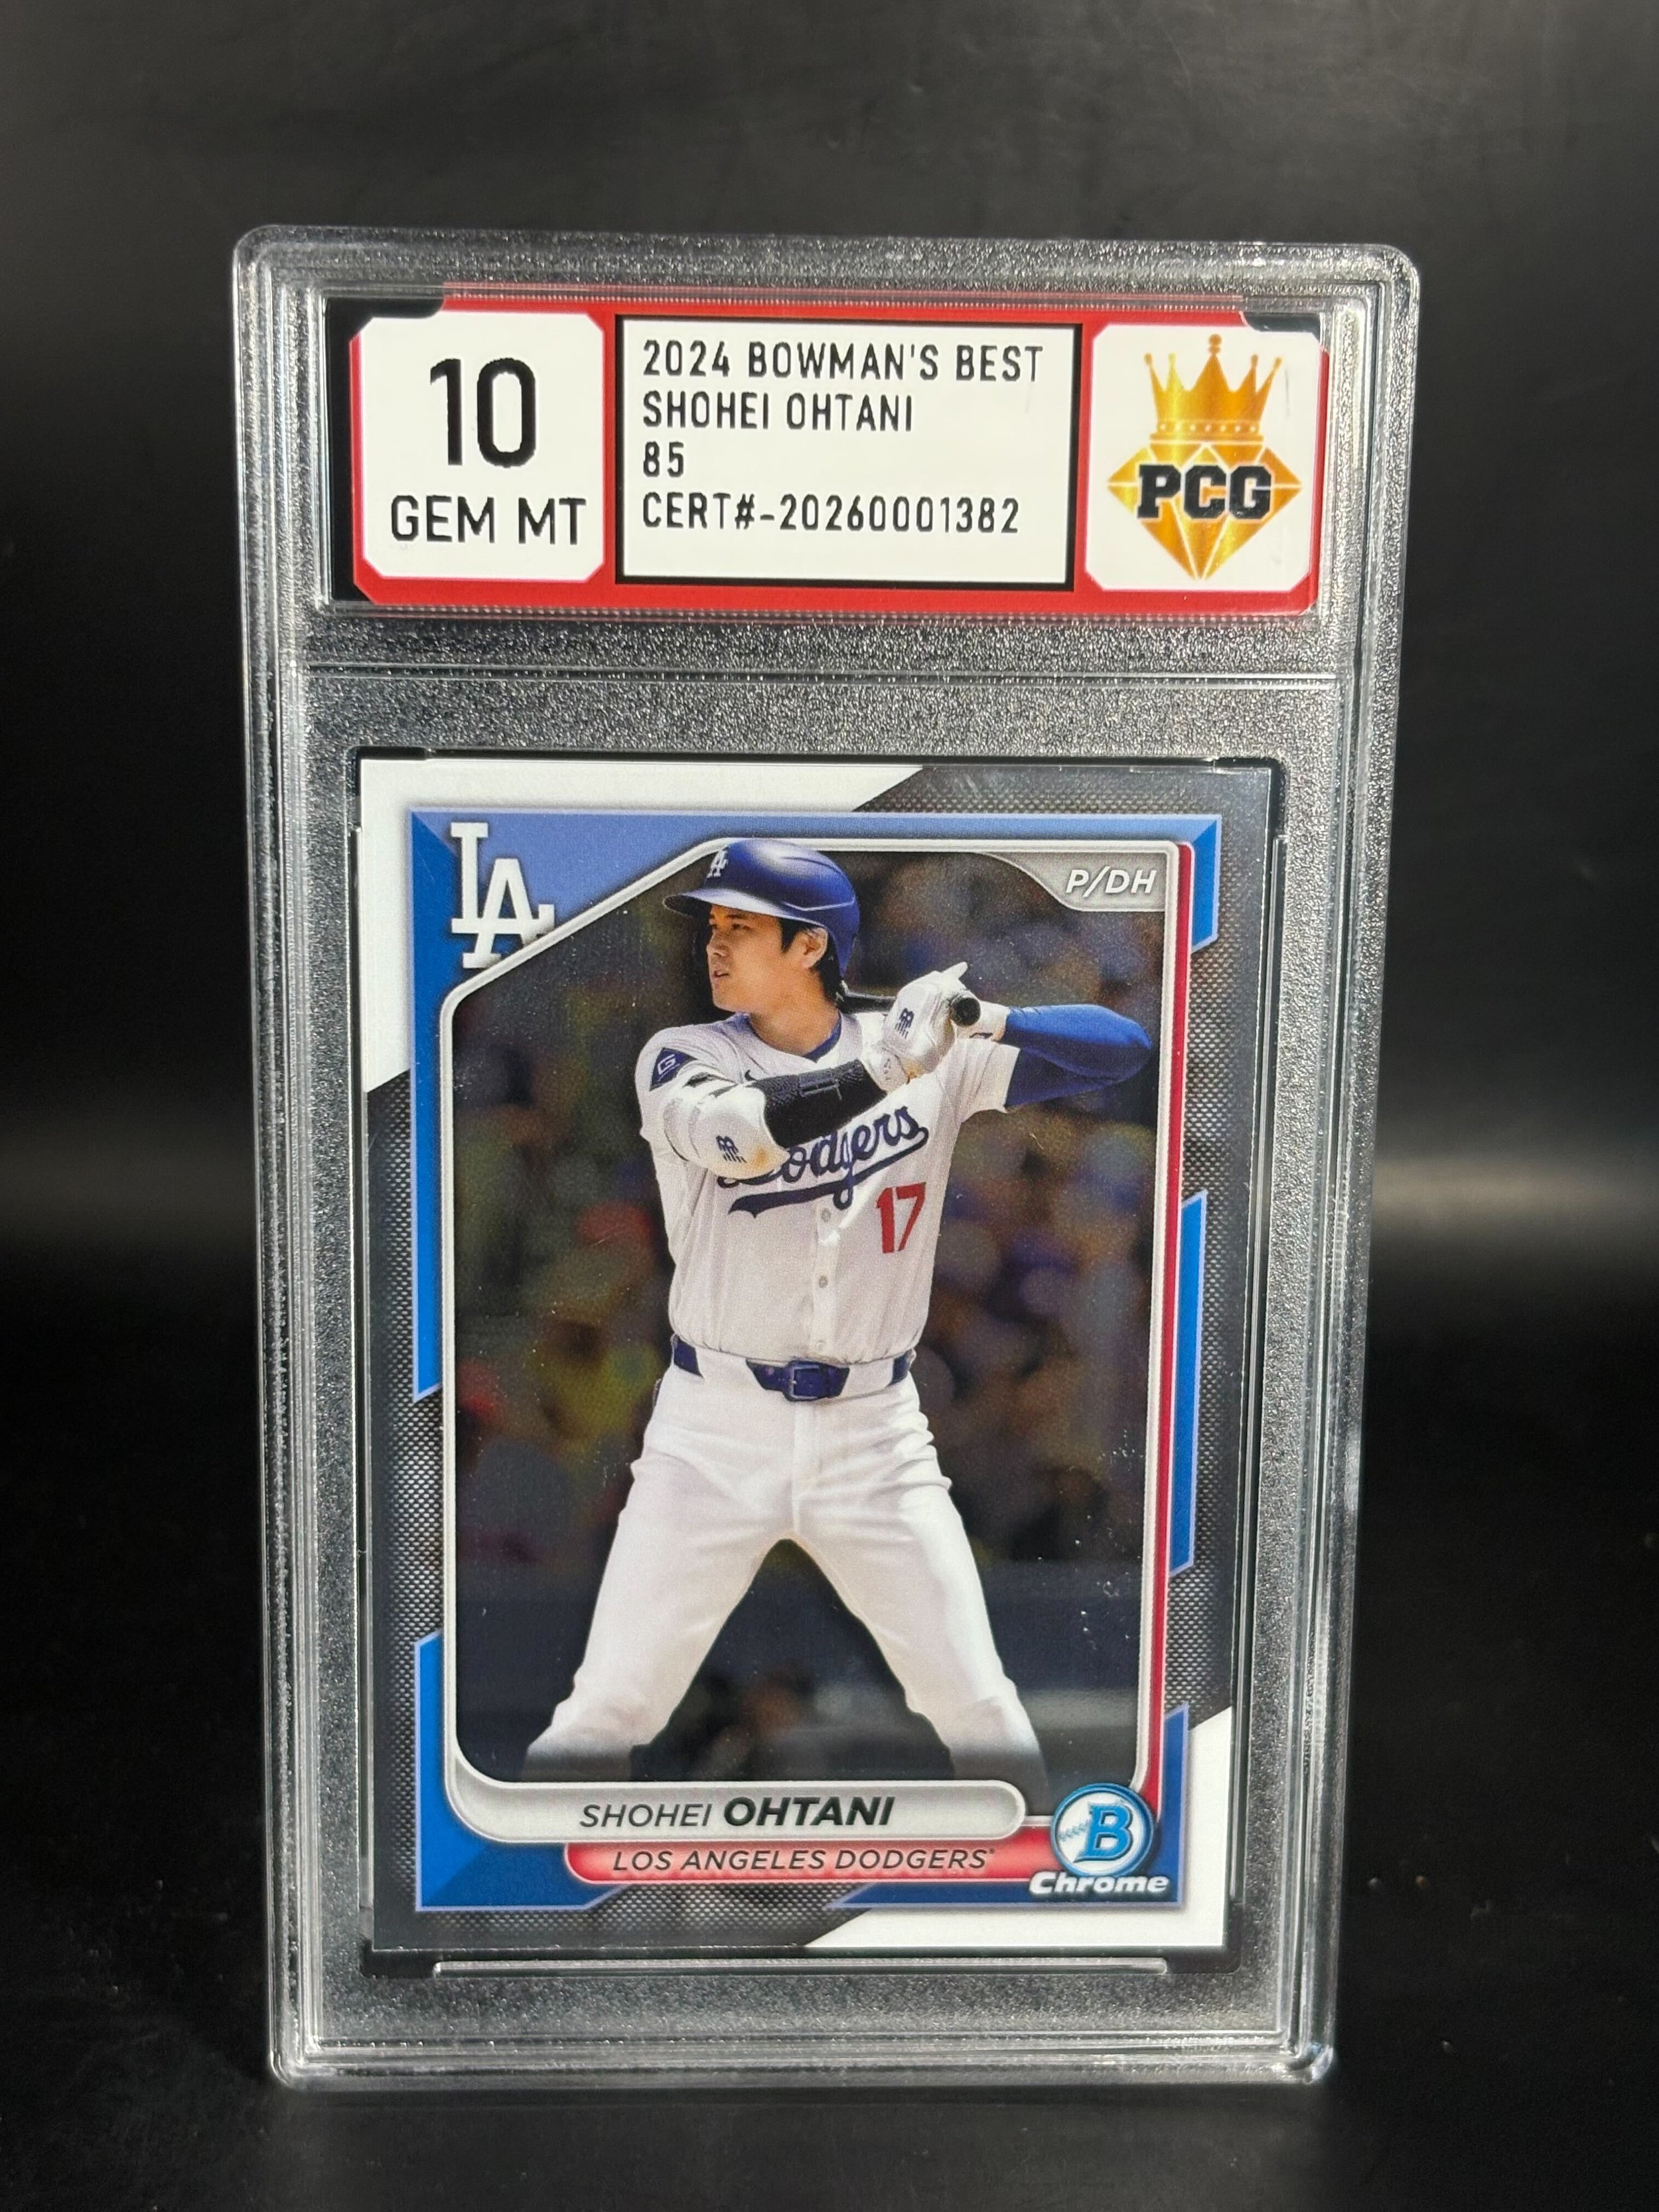 10
GEM MT
2024 BOWMAN'S BEST
SHOHEI OHTANI
85
CERT#-20260001382
PCG
LA
P/DH
LA
G
Dodgers
17
SHOHEI OHTANI
LOS ANGELES DODGERS
B
Chrome